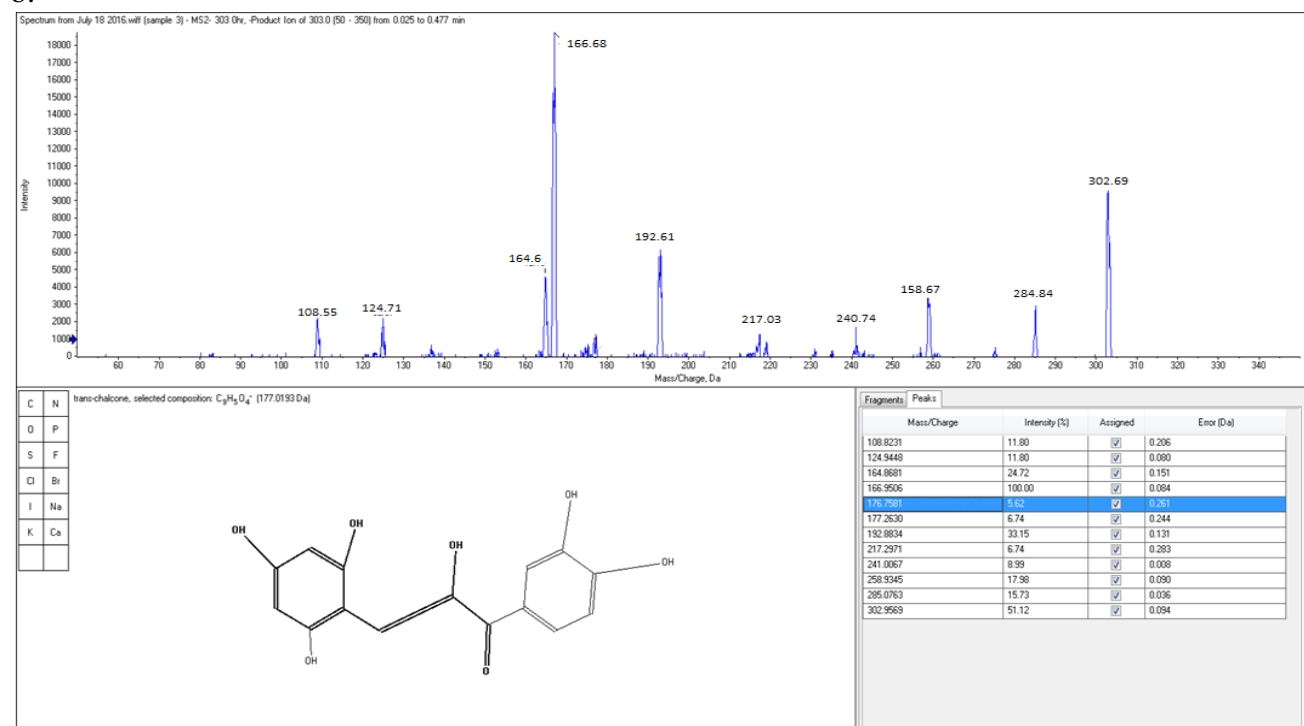 Spectrum from July 18 2016.wiff (sample 3) - MS2- 303 0hr, -Product Ion of 303.0 (50 - 350) from 0.025 to 0.477 min
166.68
18000
17000
16000
15000
14000
13000
12000
11000
10000
9000
8000
7000
6000
5000
4000
3000
2000
1000
0
Intensity
302.69
192.61
164.6
158.67
284.84
108.55
124.71
217.03
240.74
60 70 80 90 100 110 120 130 140 150 160 170 180 190 200 210 220 230 240 250 260 270 280 290 300 310 320 330 340
Mass/Charge, Da
C N
O P
S F
Cl Br
I Na
K Ca
trans-chalcone, selected composition: C₉H₅O₄⁻ (177.0193 Da)
OH
OH
OH
OH
OH
OH
O
Fragments Peaks
Mass/Charge Intensity (%) Assigned Error (Da)
108.8231 11.80 0.206
124.9448 11.80 0.080
164.8681 24.72 0.151
166.9506 100.00 0.084
176.7581 5.62 0.261
177.2630 6.74 0.244
192.8834 33.15 0.131
217.2971 6.74 0.283
241.0067 8.99 0.008
258.9345 17.98 0.090
285.0763 15.73 0.036
302.9569 51.12 0.094